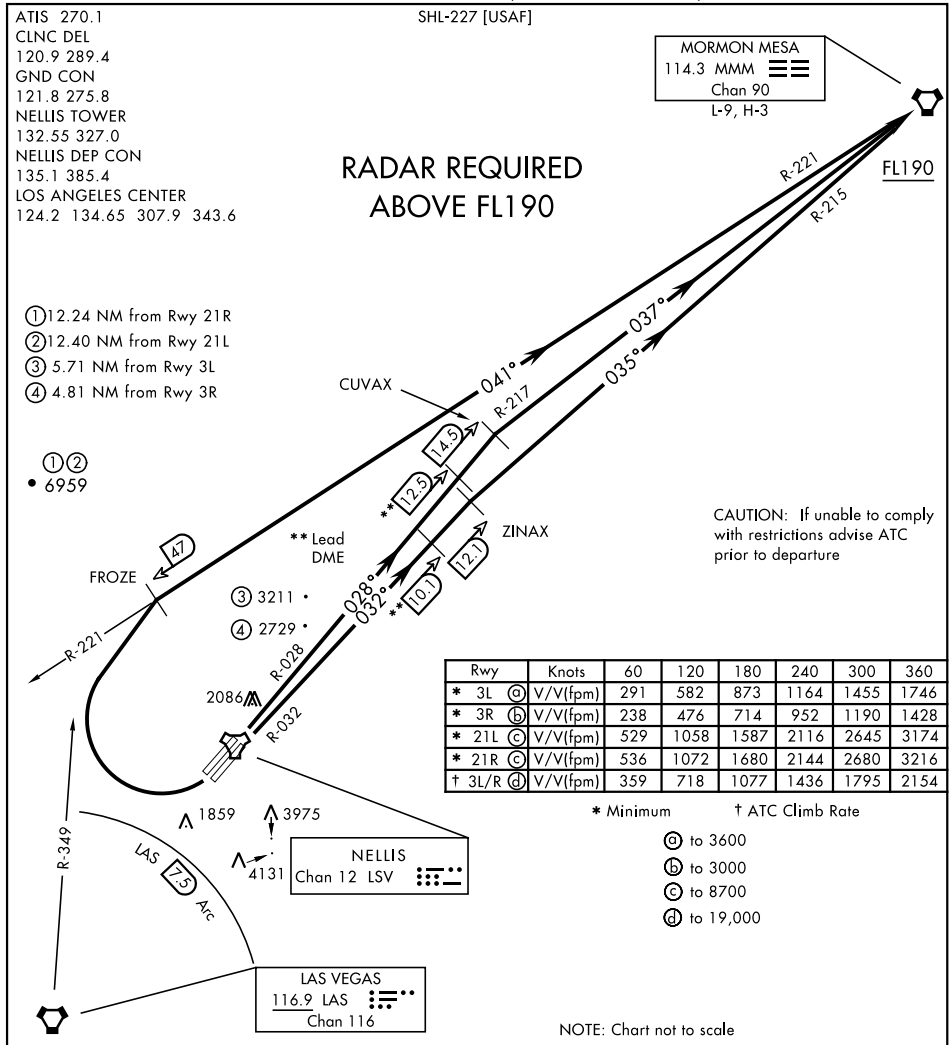 SHL-227 [USAF]
ATIS 270.1
CLNC DEL
120.9 289.4
GND CON
121.8 275.8
NELLIS TOWER
132.55 327.0
NELLIS DEP CON
135.1 385.4
LOS ANGELES CENTER
124.2 134.65 307.9 343.6
MORMON MESA
114.3 MMM
Chan 90
L-9, H-3
FL190
RADAR REQUIRED
ABOVE FL190
R-221
R-215
① 12.24 NM from Rwy 21R
② 12.40 NM from Rwy 21L
③ 5.71 NM from Rwy 3L
④ 4.81 NM from Rwy 3R
041°
037°
035°
CUVAX
R-217
14.5
** 12.5
①②
6959
** Lead
DME
ZINAX
12.1
** 10.1
CAUTION: If unable to comply
with restrictions advise ATC
prior to departure
47
FROZE
③ 3211
④ 2729
028°
032°
R-221
R-028
R-032
2086
Rwy Knots 60 120 180 240 300 360
* 3L ⓐ V/V(fpm) 291 582 873 1164 1455 1746
* 3R ⓑ V/V(fpm) 238 476 714 952 1190 1428
* 21L ⓒ V/V(fpm) 529 1058 1587 2116 2645 3174
* 21R ⓒ V/V(fpm) 536 1072 1680 2144 2680 3216
† 3L/R ⓓ V/V(fpm) 359 718 1077 1436 1795 2154
* Minimum † ATC Climb Rate
ⓐ to 3600
ⓑ to 3000
ⓒ to 8700
ⓓ to 19,000
1859
3975
4131
R-349
LAS 7.5 Arc
NELLIS
Chan 12 LSV
LAS VEGAS
116.9 LAS
Chan 116
NOTE: Chart not to scale